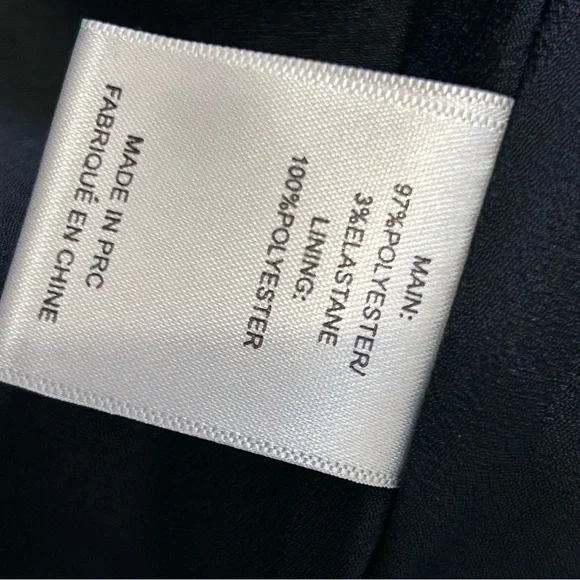 MAIN:
97%POLYESTER/
3%ELASTANE
LINING:
100%POLYESTER
MADE IN PRC
FABRIQUÉ EN CHINE